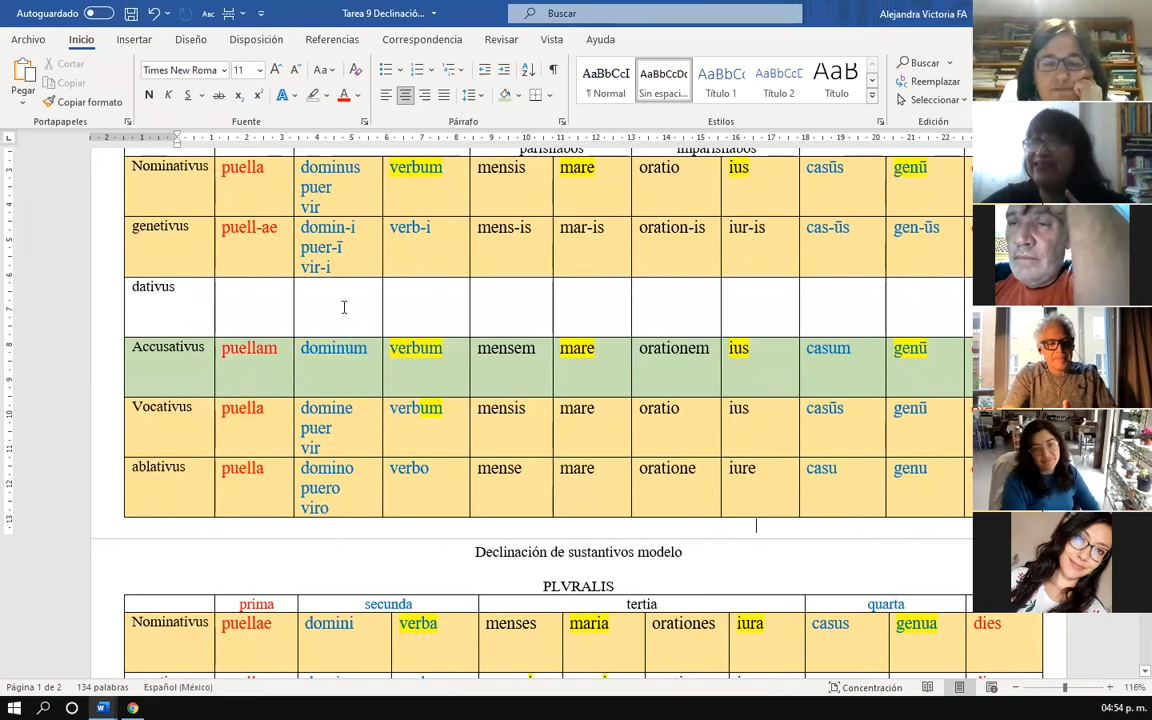 Autoguardado
Tarea 9 Declinació...
Buscar
Alejandra Victoria FA
Archivo Inicio Insertar Diseño Disposición Referencias Correspondencia Revisar Vista Ayuda
Pegar
Cortar
Copiar
Copiar formato
Portapapeles
Times New Roma 11
Fuente
Párrafo
AaBbCcI AaBbCcDc AaBbCc AaBbCcD AaBbC
¶ Normal Sin espaci... Título 1 Título 2 Título
Estilos
Buscar
Reemplazar
Seleccionar
Edición
parisílabos imparisílabos
Nominativus puella dominus verbum mensis mare oratio ius casūs genū
puer
vir
genetivus puell-ae domin-i verb-i mens-is mar-is oration-is iur-is cas-ūs gen-ūs
puer-ī
vir-i
dativus
Accusativus puellam dominum verbum mensem mare orationem ius casum genū
Vocativus puella domine verbum mensis mare oratio ius casūs genū
puer
vir
ablativus puella domino verbo mense mare oratione iure casu genu
puero
viro
Declinación de sustantivos modelo
PLVRALIS
prima secunda tertia quarta
Nominativus puellae domini verba menses maria orationes iura casus genua dies
Página 1 de 2 134 palabras Español (México)
Concentración
116%
04:54 p. m.